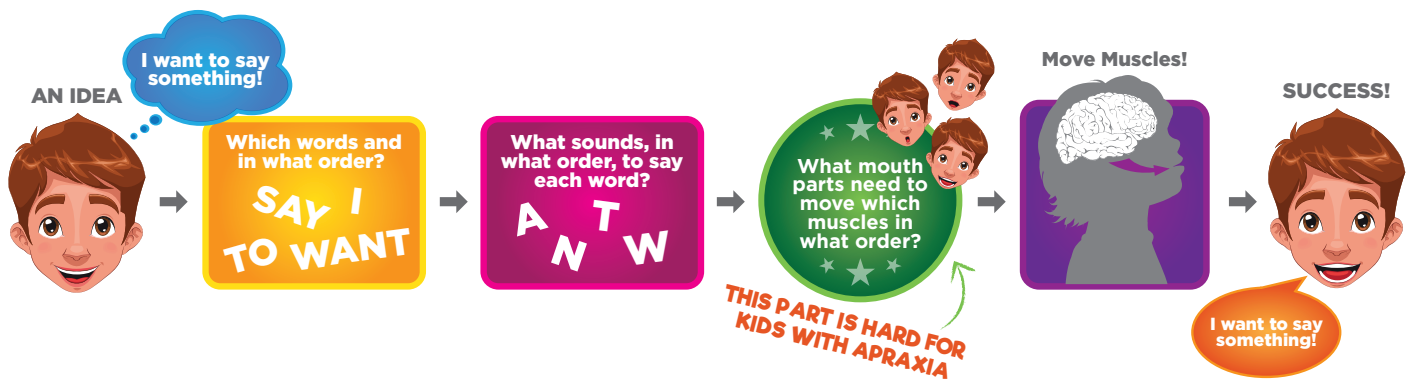 AN IDEA
I want to say
something!
Which words and
in what order?
SAY I
TO WANT
What sounds, in
what order, to say
each word?
A T
N W
What mouth
parts need to
move which
muscles in
what order?
THIS PART IS HARD FOR
KIDS WITH APRAXIA
Move Muscles!
SUCCESS!
I want to say
something!